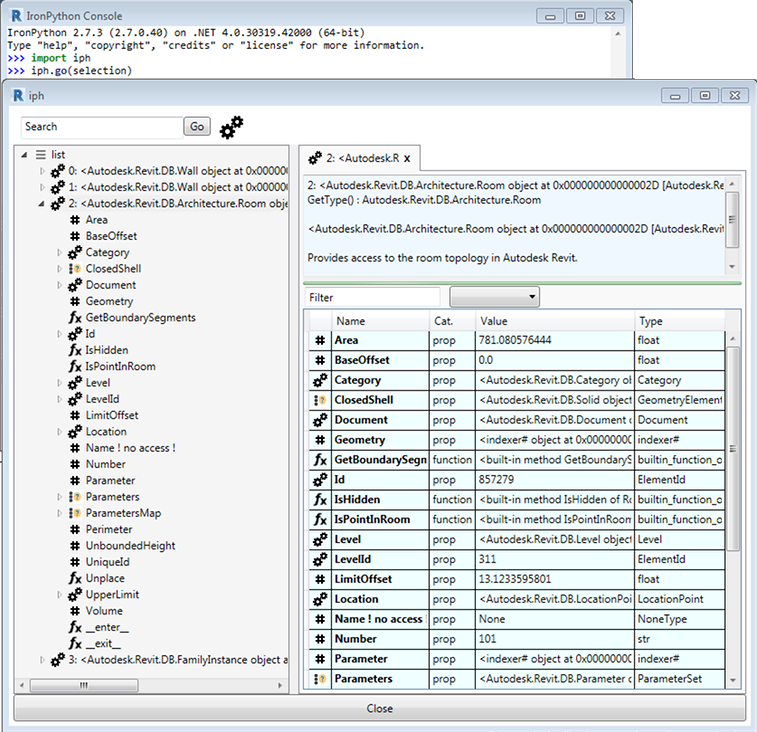 IronPython Console
IronPython 2.7.3 (2.7.0.40) on .NET 4.0.30319.42000 (64-bit)
Type "help", "copyright", "credits" or "license" for more information.
>>> import iph
>>> iph.go(selection)
iph
Search Go
list
0: <Autodesk.Revit.DB.Wall object at 0x000000
1: <Autodesk.Revit.DB.Wall object at 0x000000
2: <Autodesk.Revit.DB.Architecture.Room obje
Area
BaseOffset
Category
ClosedShell
Document
Geometry
GetBoundarySegments
Id
IsHidden
IsPointInRoom
Level
LevelId
LimitOffset
Location
Name ! no access !
Number
Parameter
Parameters
ParametersMap
Perimeter
UnboundedHeight
UniqueId
Unplace
UpperLimit
Volume
__enter__
__exit__
3: <Autodesk.Revit.DB.FamilyInstance object a
2: <Autodesk.R x
2: <Autodesk.Revit.DB.Architecture.Room object at 0x000000000000002D [Autodesk.Re
GetType() : Autodesk.Revit.DB.Architecture.Room
<Autodesk.Revit.DB.Architecture.Room object at 0x000000000000002D [Autodesk.Revit
Provides access to the room topology in Autodesk Revit.
Filter
Name Cat. Value Type
Area prop 781.080576444 float
BaseOffset prop 0.0 float
Category prop <Autodesk.Revit.DB.Category ob Category
ClosedShell prop <Autodesk.Revit.DB.Solid object GeometryElement
Document prop <Autodesk.Revit.DB.Document o Document
Geometry prop <indexer# object at 0x00000000 indexer#
GetBoundarySegn function <built-in method GetBoundaryS builtin_function_o
Id prop 857279 ElementId
IsHidden function <built-in method IsHidden of Ro builtin_function_o
IsPointInRoom function <built-in method IsPointInRoom builtin_function_o
Level prop <Autodesk.Revit.DB.Level object Level
LevelId prop 311 ElementId
LimitOffset prop 13.1233595801 float
Location prop <Autodesk.Revit.DB.LocationPoi LocationPoint
Name ! no access prop None NoneType
Number prop 101 str
Parameter prop <indexer# object at 0x00000000 indexer#
Parameters prop <Autodesk.Revit.DB.Parameter o ParameterSet
Close